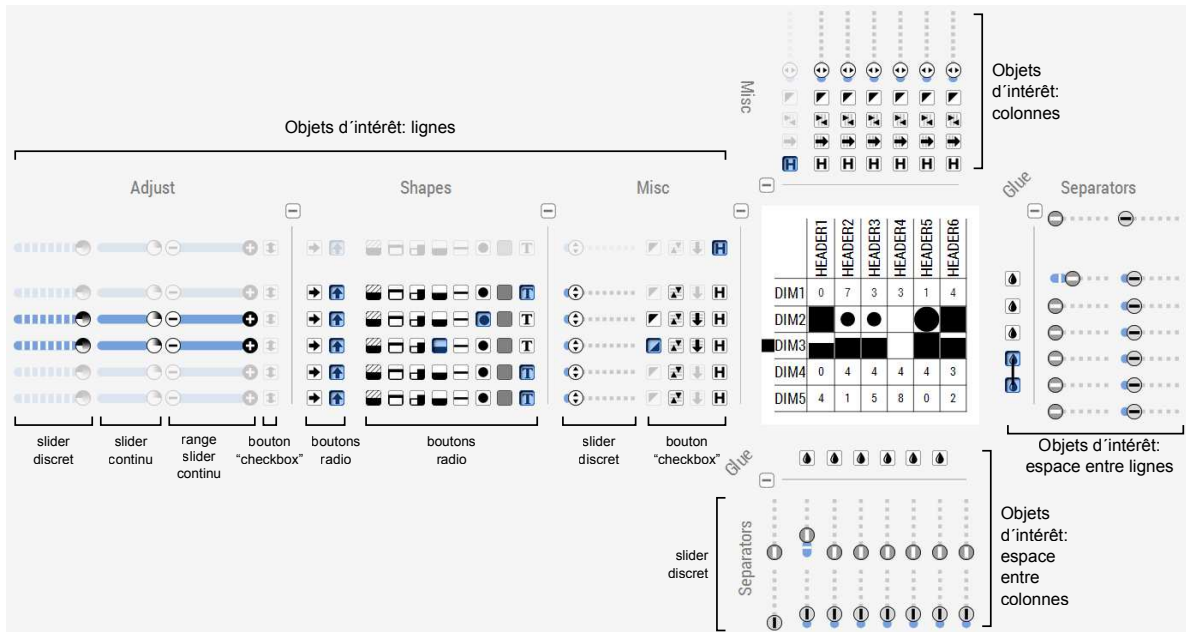 Objets d´intérêt: lignes
Adjust
Shapes
Misc
Misc
Objets
d´intérêt:
colonnes
H H H H H H H
Glue
Separators
H
T
T H
T H
T H
T H
T H
HEADER1 HEADER2 HEADER3 HEADER4 HEADER5 HEADER6
DIM1 0 7 3 3 1 4
DIM2
DIM3
DIM4 0 4 4 4 4 3
DIM5 4 1 5 8 0 2
slider
discret
slider
continu
range
slider
continu
bouton
“checkbox”
boutons
radio
boutons
radio
slider
discret
bouton
“checkbox”
Objets d´intérêt:
espace entre lignes
Glue
Separators
slider
discret
Objets
d´intérêt:
espace
entre
colonnes